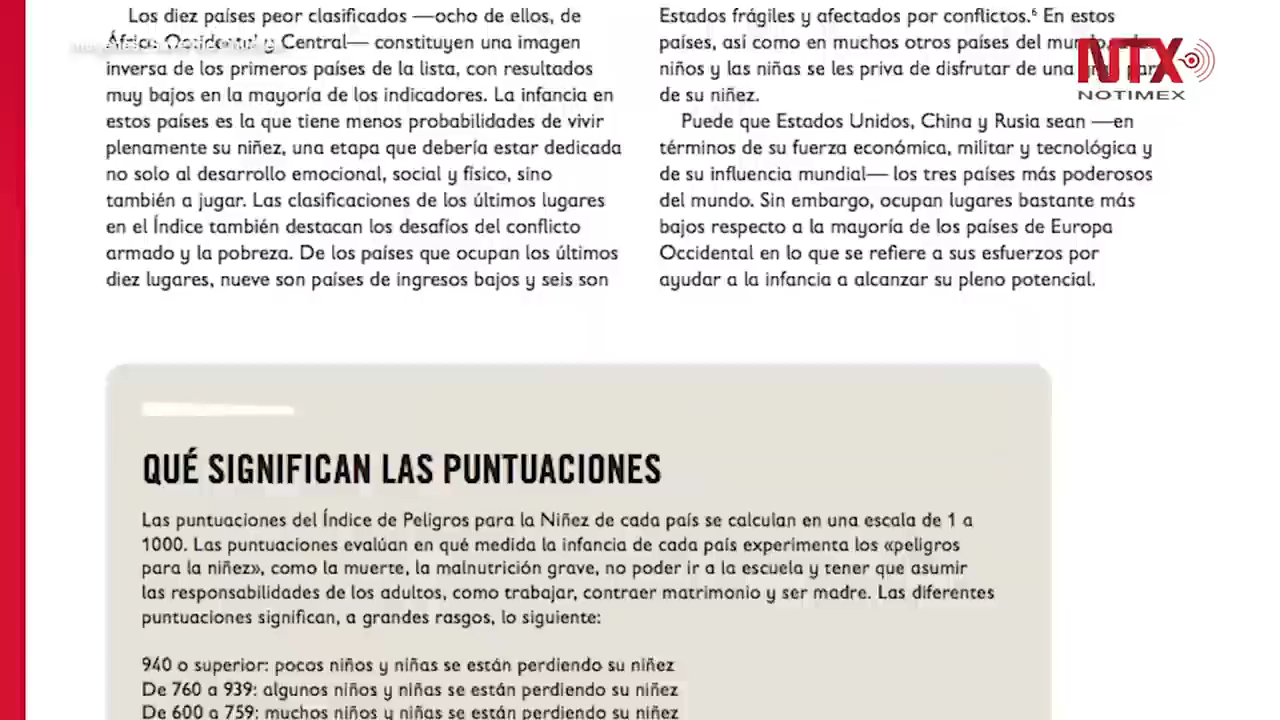 Los diez países peor clasificados —ocho de ellos, de
África Occidental y Central— constituyen una imagen
inversa de los primeros países de la lista, con resultados
muy bajos en la mayoría de los indicadores. La infancia en
estos países es la que tiene menos probabilidades de vivir
plenamente su niñez, una etapa que debería estar dedicada
no solo al desarrollo emocional, social y físico, sino
también a jugar. Las clasificaciones de los últimos lugares
en el Índice también destacan los desafíos del conflicto
armado y la pobreza. De los países que ocupan los últimos
diez lugares, nueve son países de ingresos bajos y seis son
Estados frágiles y afectados por conflictos.⁶ En estos
países, así como en muchos otros países del
niños y las niñas se les priva de disfrutar de una
de su niñez.
Puede que Estados Unidos, China y Rusia sean —en
términos de su fuerza económica, militar y tecnológica y
de su influencia mundial— los tres países más poderosos
del mundo. Sin embargo, ocupan lugares bastante más
bajos respecto a la mayoría de los países de Europa
Occidental en lo que se refiere a sus esfuerzos por
ayudar a la infancia a alcanzar su pleno potencial.
NTX
NOTIMEX
QUÉ SIGNIFICAN LAS PUNTUACIONES
Las puntuaciones del Índice de Peligros para la Niñez de cada país se calculan en una escala de 1 a
1000. Las puntuaciones evalúan en qué medida la infancia de cada país experimenta los «peligros
para la niñez», como la muerte, la malnutrición grave, no poder ir a la escuela y tener que asumir
las responsabilidades de los adultos, como trabajar, contraer matrimonio y ser madre. Las diferentes
puntuaciones significan, a grandes rasgos, lo siguiente:
940 o superior: pocos niños y niñas se están perdiendo su niñez
De 760 a 939: algunos niños y niñas se están perdiendo su niñez
De 600 a 759: muchos niños y niñas se están perdiendo su niñez